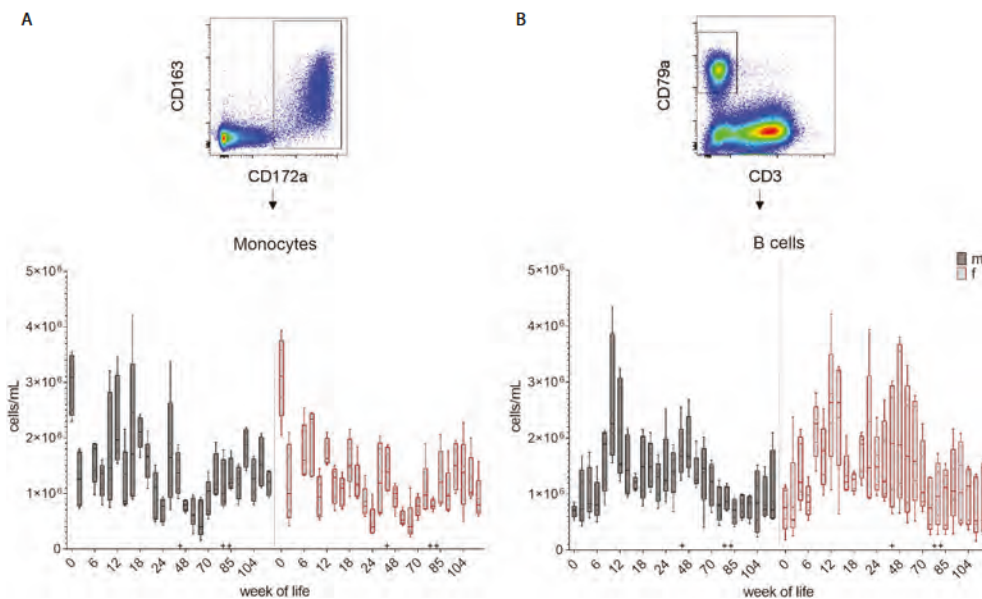 A
CD163
CD172a
Monocytes
cells/mL
5×10⁶
4×10⁶
3×10⁶
2×10⁶
1×10⁶
0
0 6 12 18 24 48 70 85 104 0 6 12 18 24 48 70 85 104
week of life
B
CD79a
CD3
B cells
m
f
cells/mL
5×10⁶
4×10⁶
3×10⁶
2×10⁶
1×10⁶
0
0 6 12 18 24 48 70 85 104 0 6 12 18 24 48 70 85 104
week of life